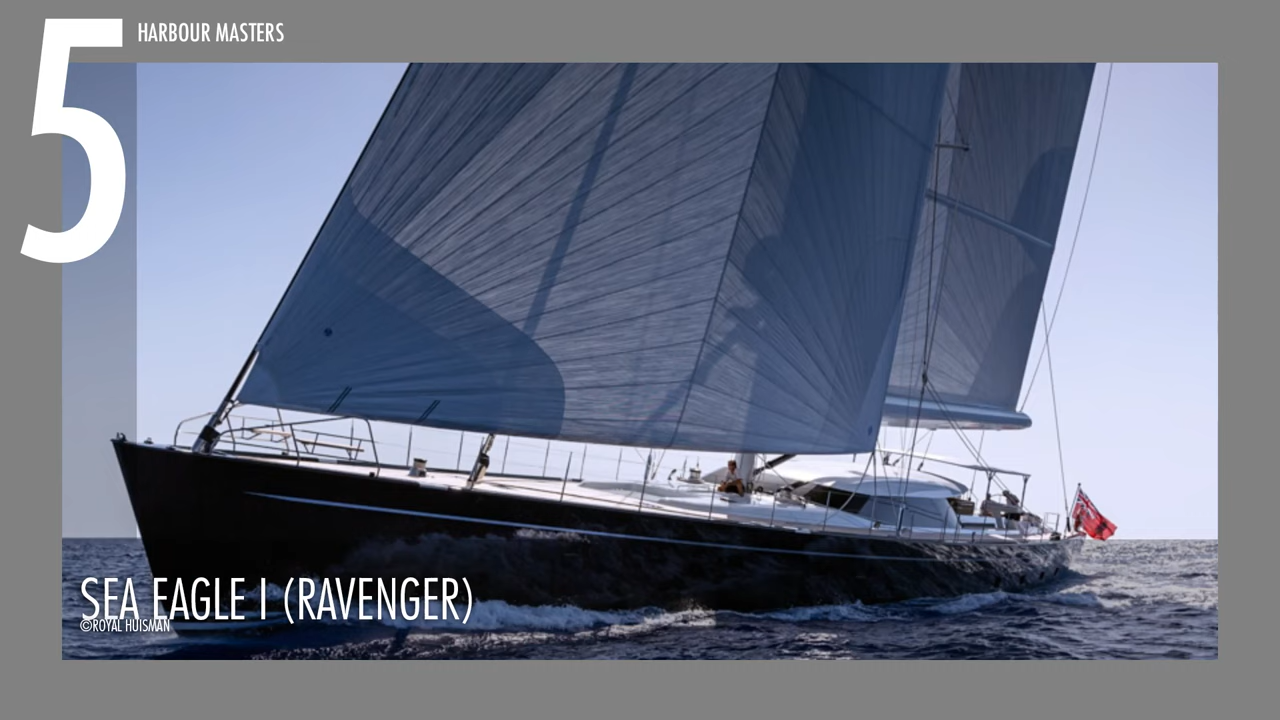 5
HARBOUR MASTERS
SEA EAGLE I (RAVENGER)
©ROYAL HUISMAN